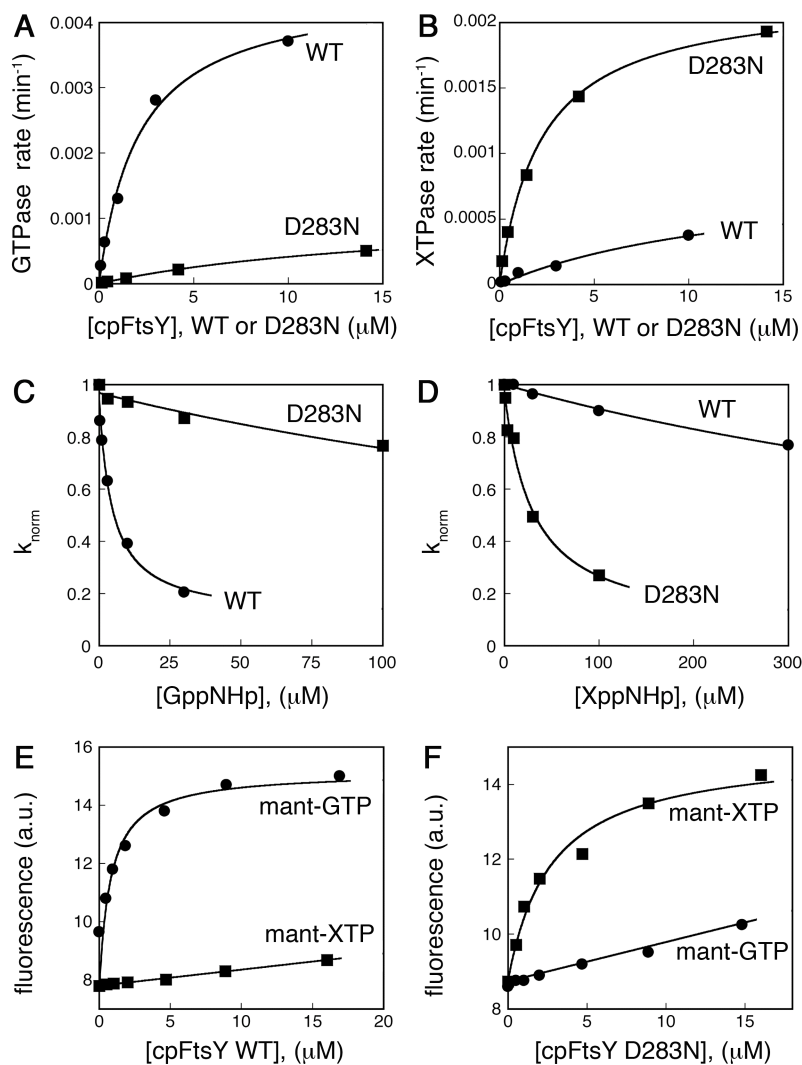 A
GTPase rate (min⁻¹)
0.004
0.003
0.002
0.001
0
0 5 10 15
WT
D283N
[cpFtsY], WT or D283N (μM)
B
XTPase rate (min⁻¹)
0.002
0.0015
0.001
0.0005
0
0 5 10 15
D283N
WT
[cpFtsY], WT or D283N (μM)
C
k_norm
1
0.8
0.6
0.4
0.2
0
0 25 50 75 100
D283N
WT
[GppNHp], (μM)
D
k_norm
1
0.8
0.6
0.4
0.2
0
0 100 200 300
WT
D283N
[XppNHp], (μM)
E
fluorescence (a.u.)
16
14
12
10
8
0 5 10 15 20
mant-GTP
mant-XTP
[cpFtsY WT], (μM)
F
fluorescence (a.u.)
14
12
10
8
0 5 10 15
mant-XTP
mant-GTP
[cpFtsY D283N], (μM)